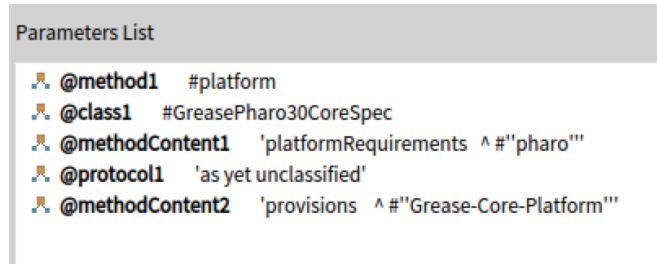 Parameters List
@method1 #platform
@class1 #GreasePharo30CoreSpec
@methodContent1 'platformRequirements ^ #''pharo'''
@protocol1 'as yet unclassified'
@methodContent2 'provisions ^ #''Grease-Core-Platform'''